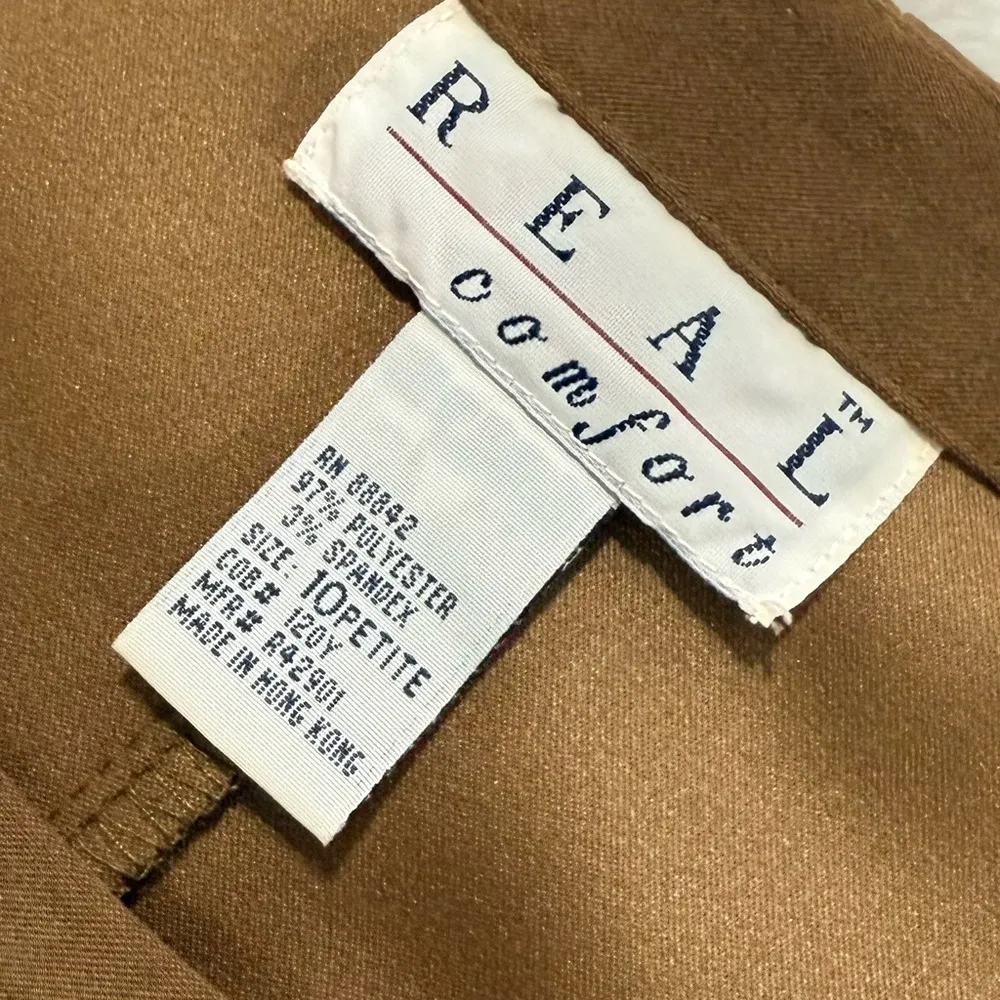 REAL™
comfort
RN 88842
97% POLYESTER
3% SPANDEX
SIZE: 10PETITE
COB# 120Y
MFR# R42901
MADE IN HONG KONG